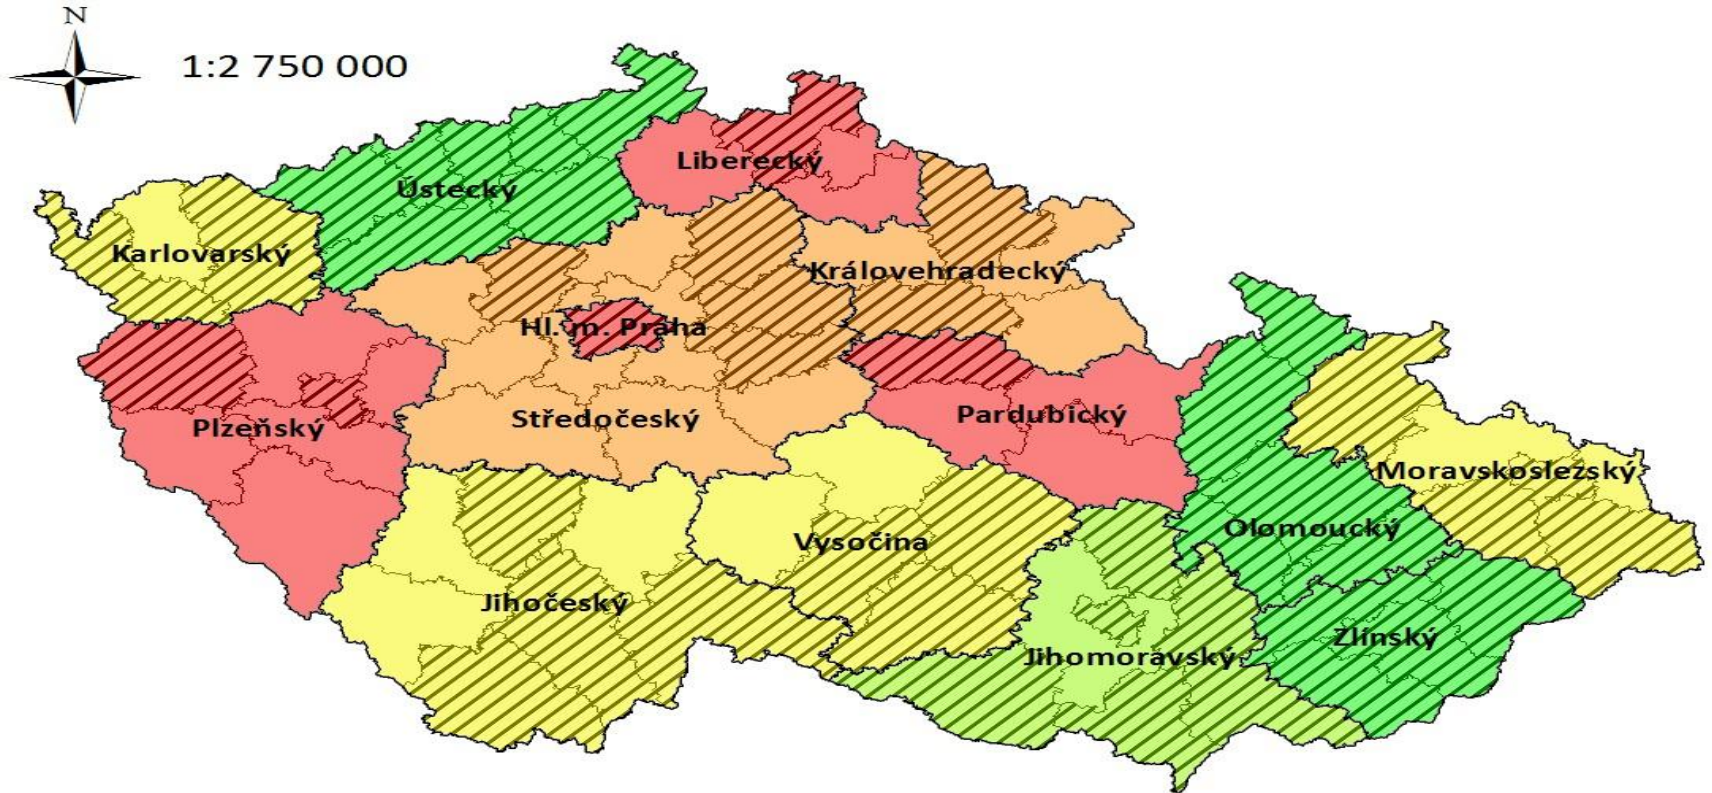 N
1:2 750 000
Liberecký
Ústecký
Karlovarský
Královehradecký
Hl. m. Praha
Pardubický
Středočeský
Plzeňský
Moravskoslezský
Olomoucký
Vysočina
Jihočeský
Zlínský
Jihomoravský